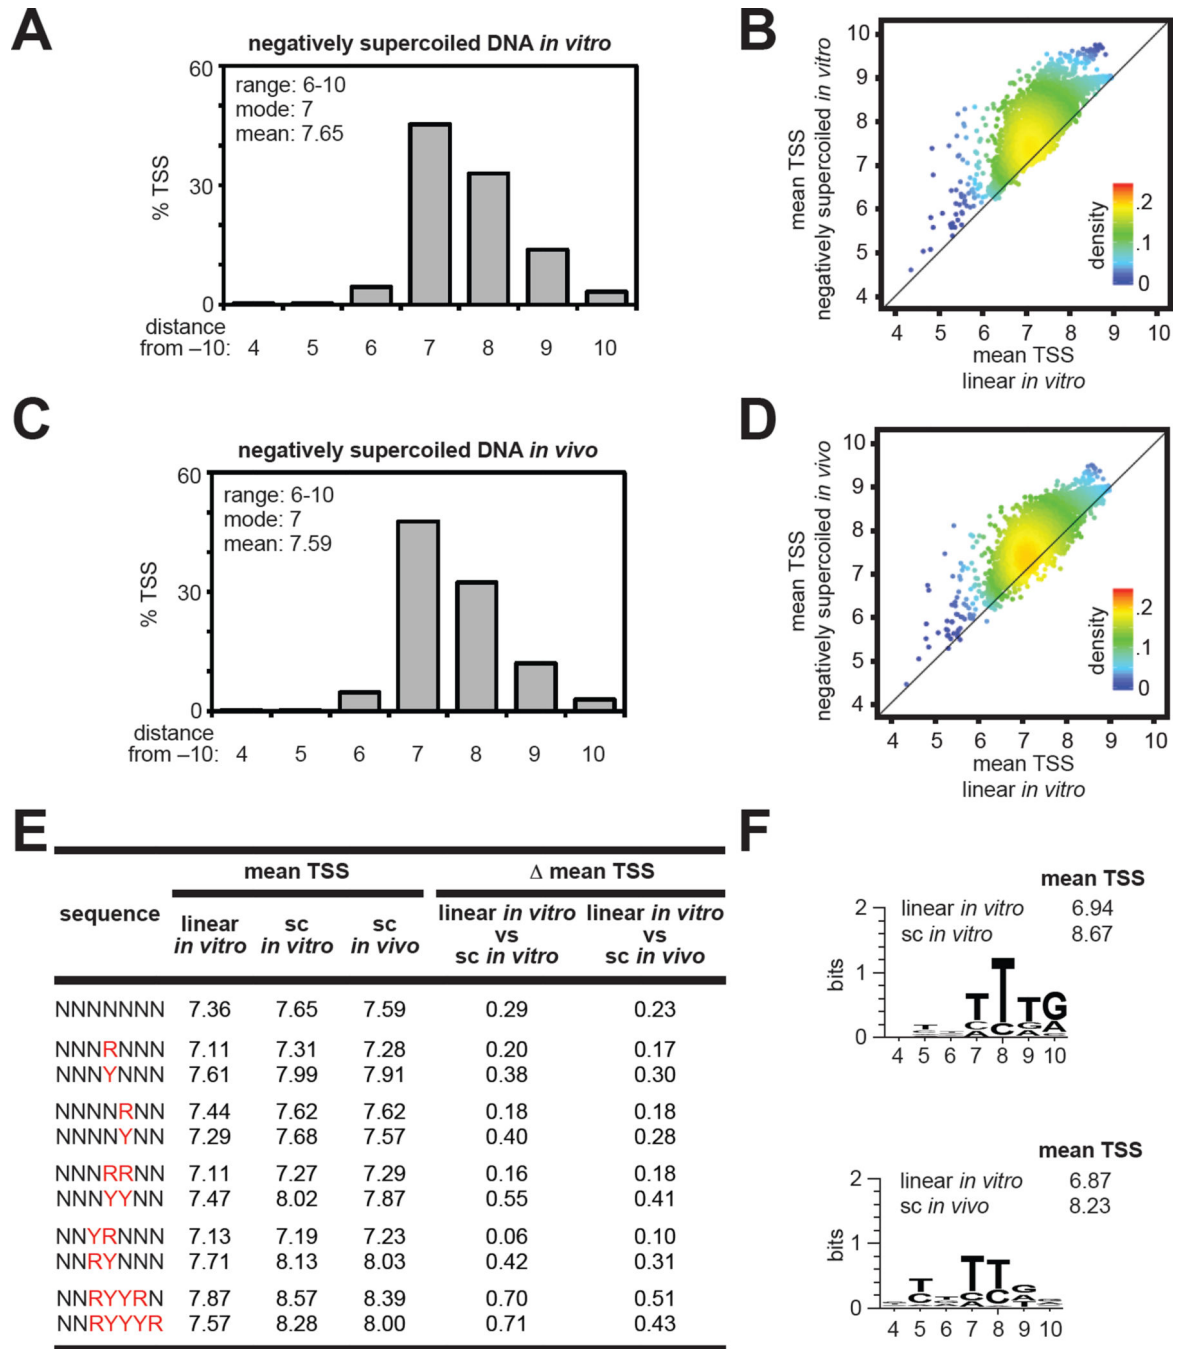 A
negatively supercoiled DNA in vitro
range: 6-10
mode: 7
mean: 7.65
60
30
0
% TSS
distance
from –10: 4 5 6 7 8 9 10
B
mean TSS
negatively supercoiled in vitro
10
9
8
7
6
5
4
density
.2
.1
0
4 5 6 7 8 9 10
mean TSS
linear in vitro
C
negatively supercoiled DNA in vivo
range: 6-10
mode: 7
mean: 7.59
60
30
0
% TSS
distance
from –10: 4 5 6 7 8 9 10
D
mean TSS
negatively supercoiled in vivo
10
9
8
7
6
5
4
density
.2
.1
0
4 5 6 7 8 9 10
mean TSS
linear in vitro
E
mean TSS Δ mean TSS
sequence linear in vitro sc in vitro sc in vivo linear in vitro vs sc in vitro linear in vitro vs sc in vivo
NNNNNNN 7.36 7.65 7.59 0.29 0.23
NNNRNNN 7.11 7.31 7.28 0.20 0.17
NNNYNNN 7.61 7.99 7.91 0.38 0.30
NNNNRNN 7.44 7.62 7.62 0.18 0.18
NNNNYNN 7.29 7.68 7.57 0.40 0.28
NNNRRNN 7.11 7.27 7.29 0.16 0.18
NNNYYNN 7.47 8.02 7.87 0.55 0.41
NNYRNNN 7.13 7.19 7.23 0.06 0.10
NNRYNNN 7.71 8.13 8.03 0.42 0.31
NNRYYRN 7.87 8.57 8.39 0.70 0.51
NNRYYYR 7.57 8.28 8.00 0.71 0.43
F
mean TSS
linear in vitro 6.94
sc in vitro 8.67
2
1
0
bits
T T T T G
C C G A
A A
4 5 6 7 8 9 10
mean TSS
linear in vitro 6.87
sc in vivo 8.23
2
1
0
bits
T T T G
C C C A
A T
4 5 6 7 8 9 10